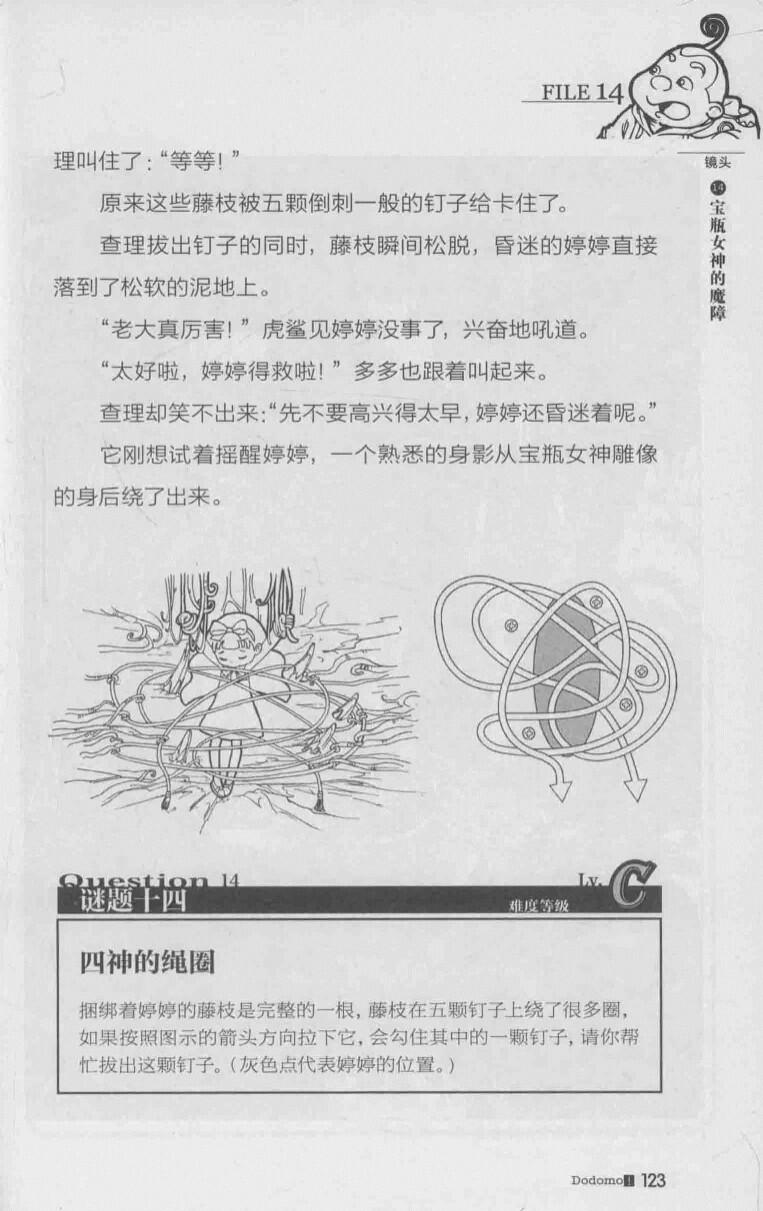 FILE 14
镜头
⑭宝瓶女神的魔障
理叫住了：“等等！”
原来这些藤枝被五颗倒刺一般的钉子给卡住了。
查理拔出钉子的同时，藤枝瞬间松脱，昏迷的婷婷直接
落到了松软的泥地上。
“老大真厉害！”虎鲨见婷婷没事了，兴奋地吼道。
“太好啦，婷婷得救啦！”多多也跟着叫起来。
查理却笑不出来：“先不要高兴得太早，婷婷还昏迷着呢。”
它刚想试着摇醒婷婷，一个熟悉的身影从宝瓶女神雕像
的身后绕了出来。
Question 14
Lv. C
谜题十四
难度等级
四神的绳圈
捆绑着婷婷的藤枝是完整的一根，藤枝在五颗钉子上绕了很多圈，
如果按照图示的箭头方向拉下它，会勾住其中的一颗钉子，请你帮
忙拔出这颗钉子。（灰色点代表婷婷的位置。）
Dodomo 1 123